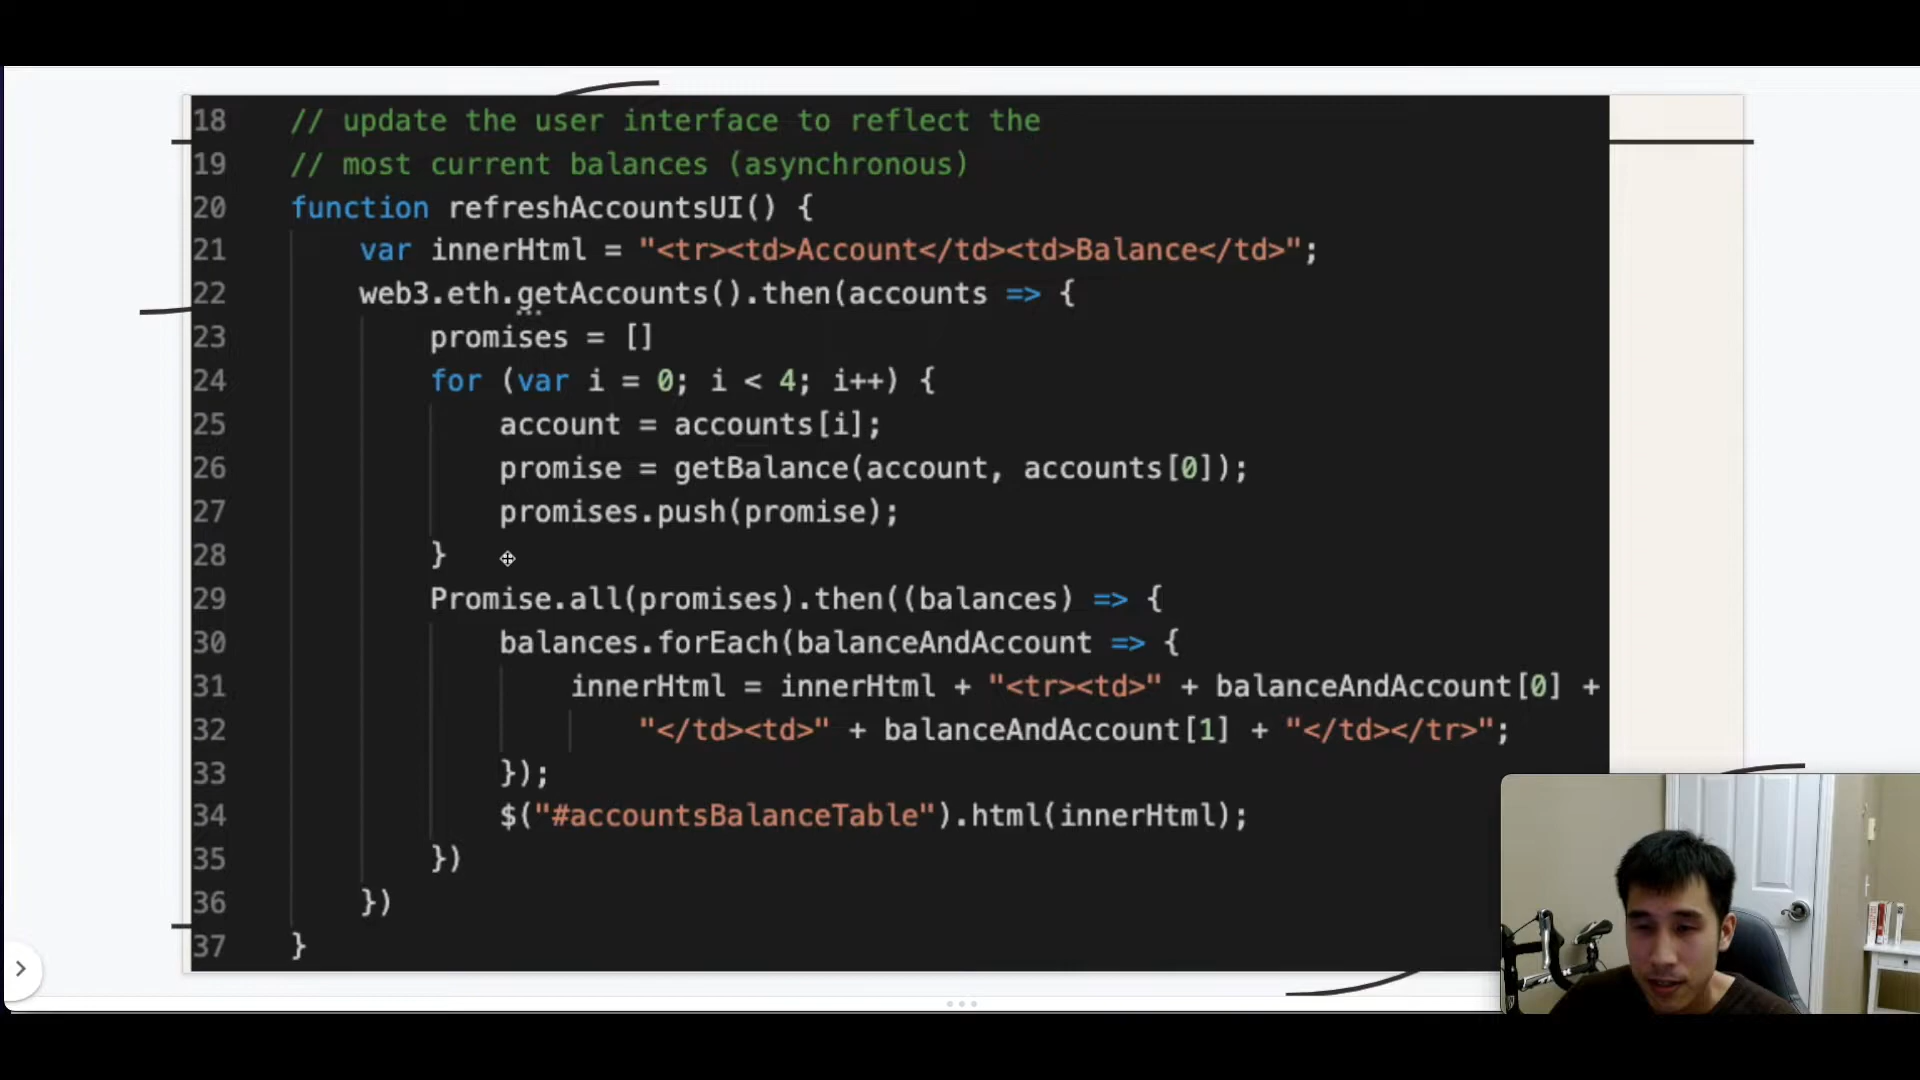 18 // update the user interface to reflect the
19 // most current balances (asynchronous)
20 function refreshAccountsUI() {
21 var innerHtml = "<tr><td>Account</td><td>Balance</td>";
22 web3.eth.getAccounts().then(accounts => {
23 promises = []
24 for (var i = 0; i < 4; i++) {
25 account = accounts[i];
26 promise = getBalance(account, accounts[0]);
27 promises.push(promise);
28 }
29 Promise.all(promises).then((balances) => {
30 balances.forEach(balanceAndAccount => {
31 innerHtml = innerHtml + "<tr><td>" + balanceAndAccount[0] +
32 "</td><td>" + balanceAndAccount[1] + "</td></tr>";
33 });
34 $("#accountsBalanceTable").html(innerHtml);
35 })
36 })
37 }